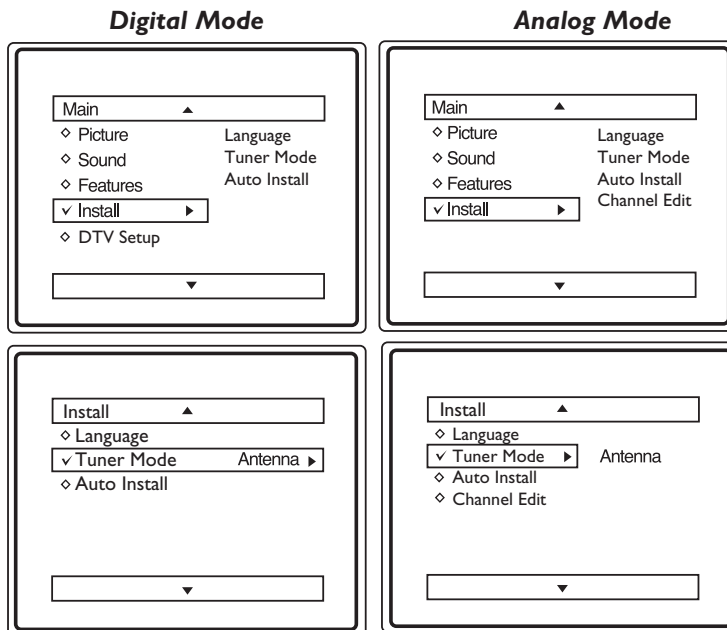 Digital Mode
Analog Mode
Main
Picture
Language
Sound
Tuner Mode
Features
Auto Install
Install
DTV Setup
Main
Picture
Language
Sound
Tuner Mode
Features
Auto Install
Install
Channel Edit
Install
Language
Tuner Mode Antenna
Auto Install
Install
Language
Tuner Mode Antenna
Auto Install
Channel Edit